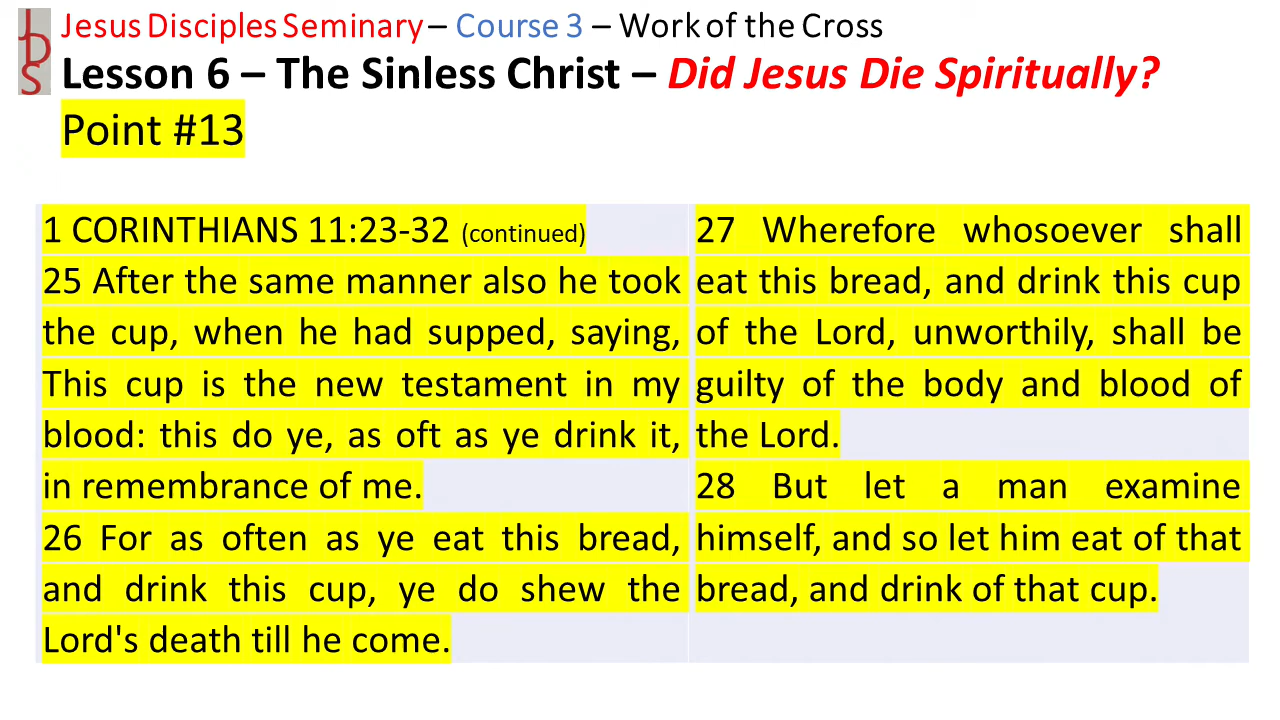 JDS
Jesus Disciples Seminary – Course 3 – Work of the Cross
Lesson 6 – The Sinless Christ – Did Jesus Die Spiritually?
Point #13
1 CORINTHIANS 11:23-32 (continued)
25 After the same manner also he took
the cup, when he had supped, saying,
This cup is the new testament in my
blood: this do ye, as oft as ye drink it,
in remembrance of me.
26 For as often as ye eat this bread,
and drink this cup, ye do shew the
Lord's death till he come.
27 Wherefore whosoever shall
eat this bread, and drink this cup
of the Lord, unworthily, shall be
guilty of the body and blood of
the Lord.
28 But let a man examine
himself, and so let him eat of that
bread, and drink of that cup.